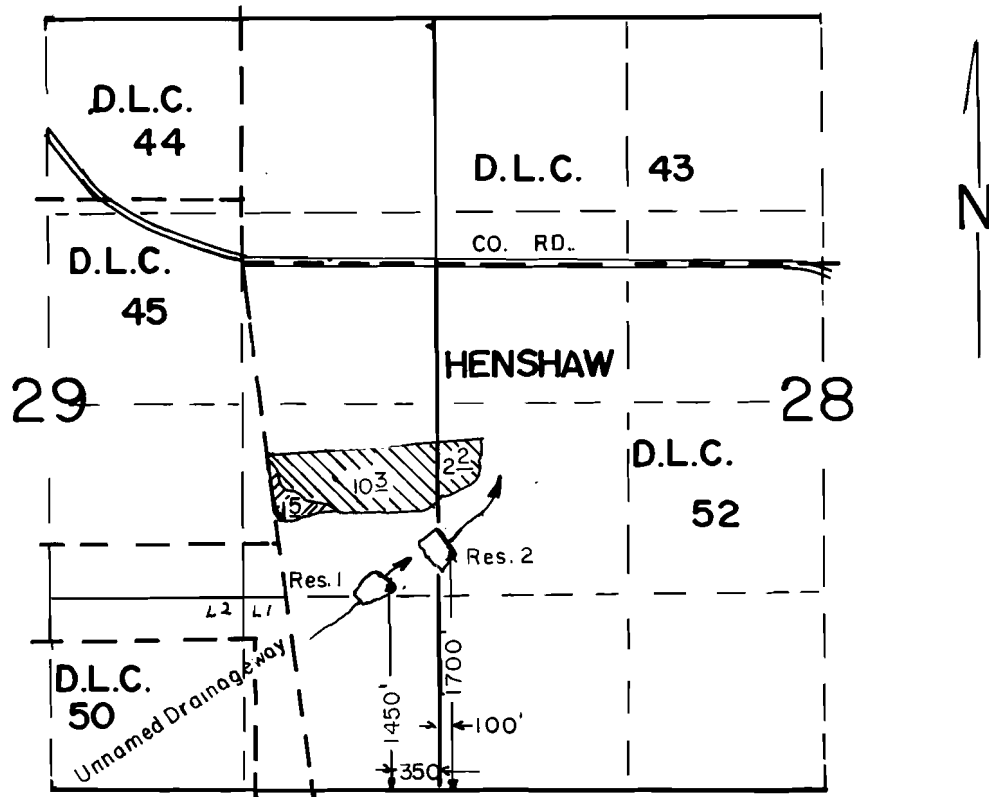 D.L.C.
44
D.L.C. 43
N
CO. RD.
D.L.C.
45
HENSHAW
29
28
10 3
2 2
D.L.C.
52
Res. 1
Res. 2
L2 L1
D.L.C.
50
Unnamed Drainageway
1450'
1700'
100'
350'